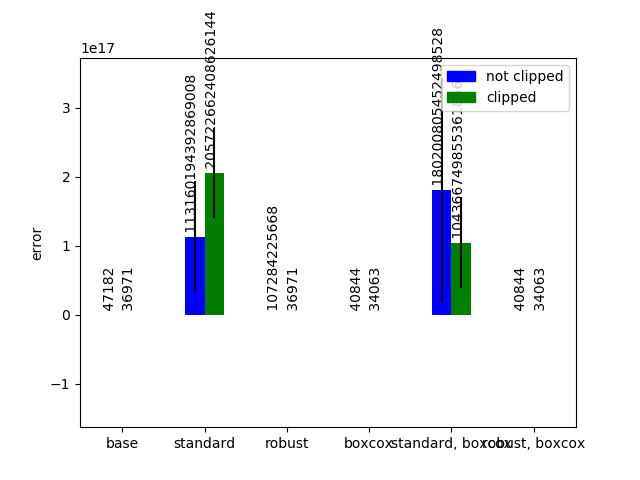 1e17
3
2
1
0
−1
error
47182
36971
113160194392869008
205722662408626144
107284225668
36971
40844
34063
180200805452498528
40844
34063
not clipped
clipped
base
standard
robust
boxcox
standard, boxcox
robust, boxcox